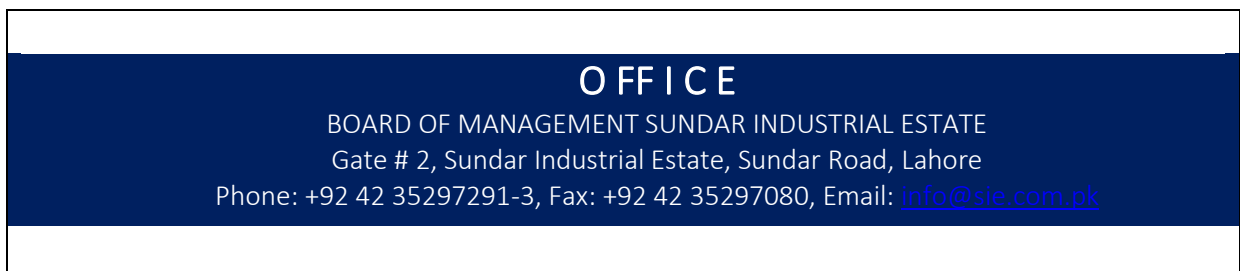 OFFICE
BOARD OF MANAGEMENT SUNDAR INDUSTRIAL ESTATE
Gate # 2, Sundar Industrial Estate, Sundar Road, Lahore
Phone: +92 42 35297291-3, Fax: +92 42 35297080, Email: info@sie.com.pk